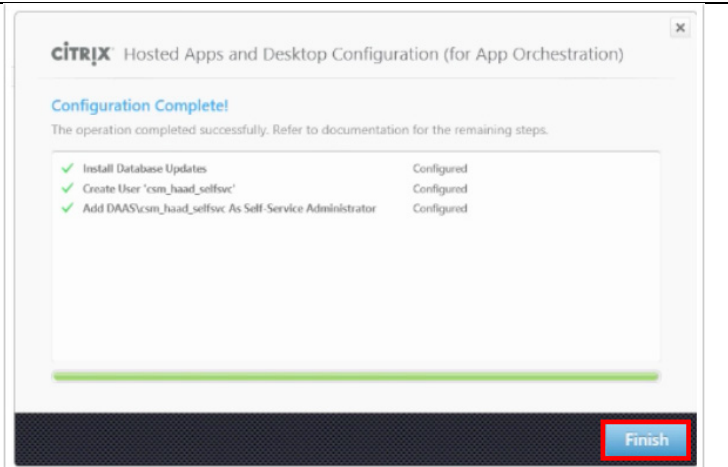 CITRIX Hosted Apps and Desktop Configuration (for App Orchestration)
Configuration Complete!
The operation completed successfully. Refer to documentation for the remaining steps.
Install Database Updates Configured
Create User 'csm_haad_selfsvc' Configured
Add DAAS\csm_haad_selfsvc As Self-Service Administrator Configured
Finish